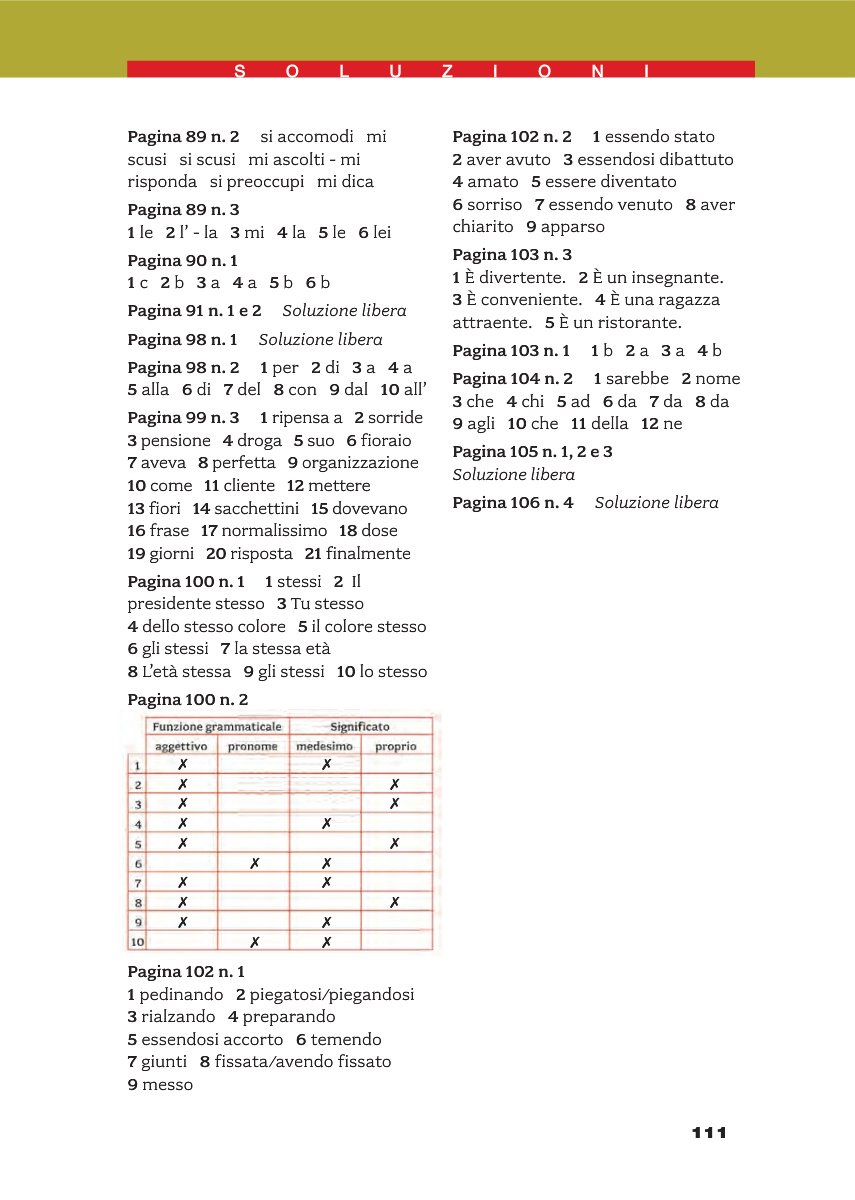 SOLUZIONI
Pagina 89 n. 2 si accomodi mi
scusi si scusi mi ascolti - mi
risponda si preoccupi mi dica
Pagina 89 n. 3
1 le 2 l’ - la 3 mi 4 la 5 le 6 lei
Pagina 90 n. 1
1 c 2 b 3 a 4 a 5 b 6 b
Pagina 91 n. 1 e 2 Soluzione libera
Pagina 98 n. 1 Soluzione libera
Pagina 98 n. 2 1 per 2 di 3 a 4 a
5 alla 6 di 7 del 8 con 9 dal 10 all’
Pagina 99 n. 3 1 ripensa a 2 sorride
3 pensione 4 droga 5 suo 6 fioraio
7 aveva 8 perfetta 9 organizzazione
10 come 11 cliente 12 mettere
13 fiori 14 sacchettini 15 dovevano
16 frase 17 normalissimo 18 dose
19 giorni 20 risposta 21 finalmente
Pagina 100 n. 1 1 stessi 2 Il
presidente stesso 3 Tu stesso
4 dello stesso colore 5 il colore stesso
6 gli stessi 7 la stessa età
8 L’età stessa 9 gli stessi 10 lo stesso
Pagina 100 n. 2
Funzione grammaticale Significato
aggettivo pronome medesimo proprio
1 ✗ ✗
2 ✗ ✗
3 ✗ ✗
4 ✗ ✗
5 ✗ ✗
6 ✗ ✗
7 ✗ ✗
8 ✗ ✗
9 ✗ ✗
10 ✗ ✗
Pagina 102 n. 1
1 pedinando 2 piegatosi/piegandosi
3 rialzando 4 preparando
5 essendosi accorto 6 temendo
7 giunti 8 fissata/avendo fissato
9 messo
Pagina 102 n. 2 1 essendo stato
2 aver avuto 3 essendosi dibattuto
4 amato 5 essere diventato
6 sorriso 7 essendo venuto 8 aver
chiarito 9 apparso
Pagina 103 n. 3
1 È divertente. 2 È un insegnante.
3 È conveniente. 4 È una ragazza
attraente. 5 È un ristorante.
Pagina 103 n. 1 1 b 2 a 3 a 4 b
Pagina 104 n. 2 1 sarebbe 2 nome
3 che 4 chi 5 ad 6 da 7 da 8 da
9 agli 10 che 11 della 12 ne
Pagina 105 n. 1, 2 e 3
Soluzione libera
Pagina 106 n. 4 Soluzione libera
111